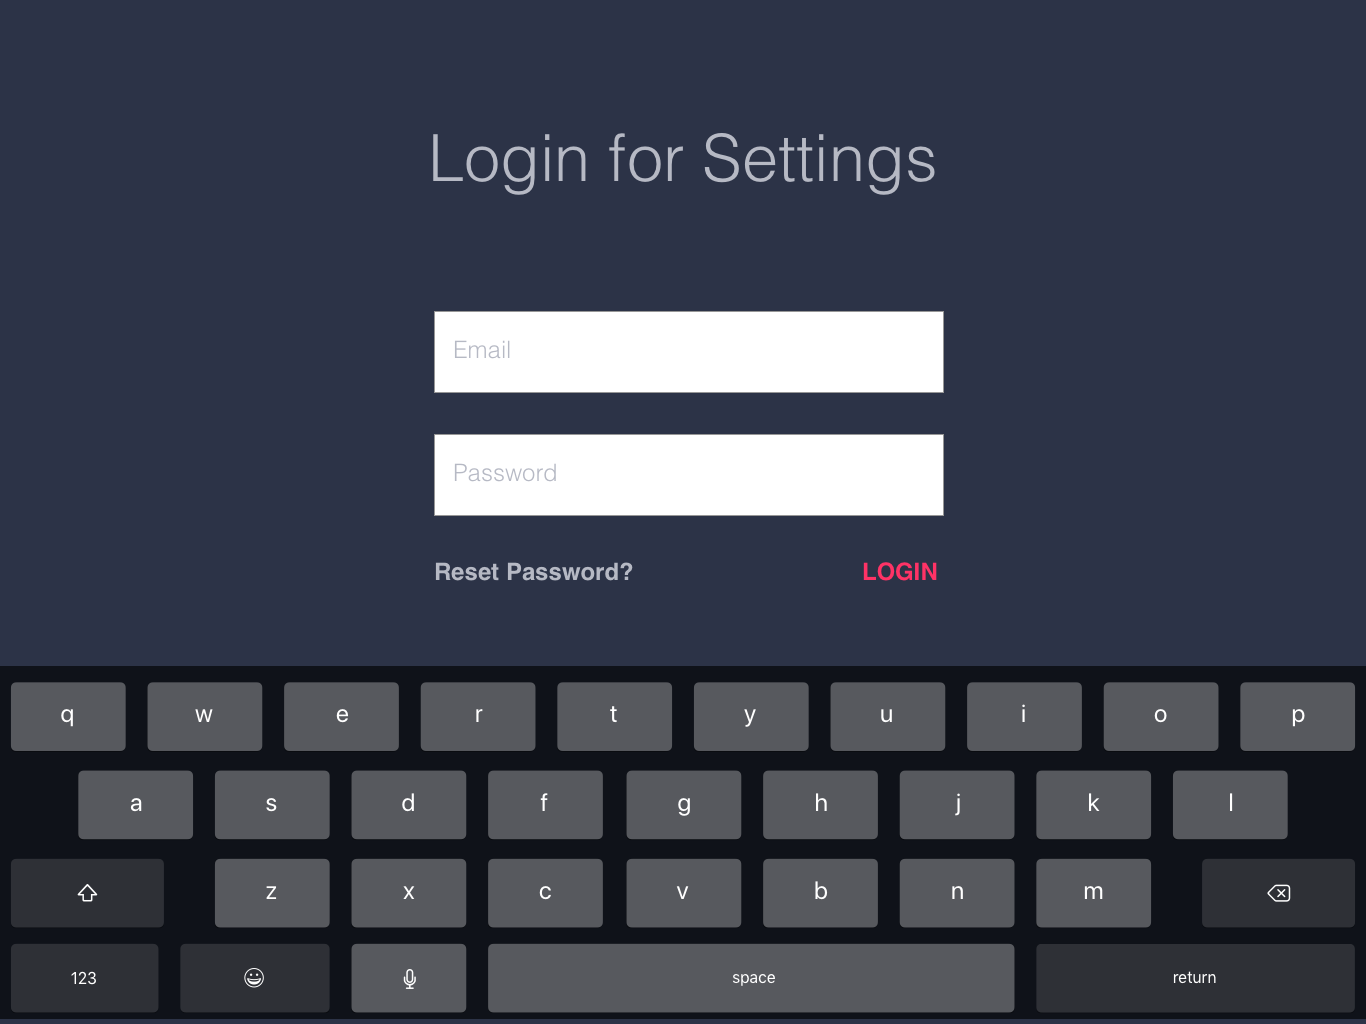 Login for Settings
Email
Password
Reset Password? LOGIN
q w e r t y u i o p
a s d f g h j k l
z x c v b n m
123 space return